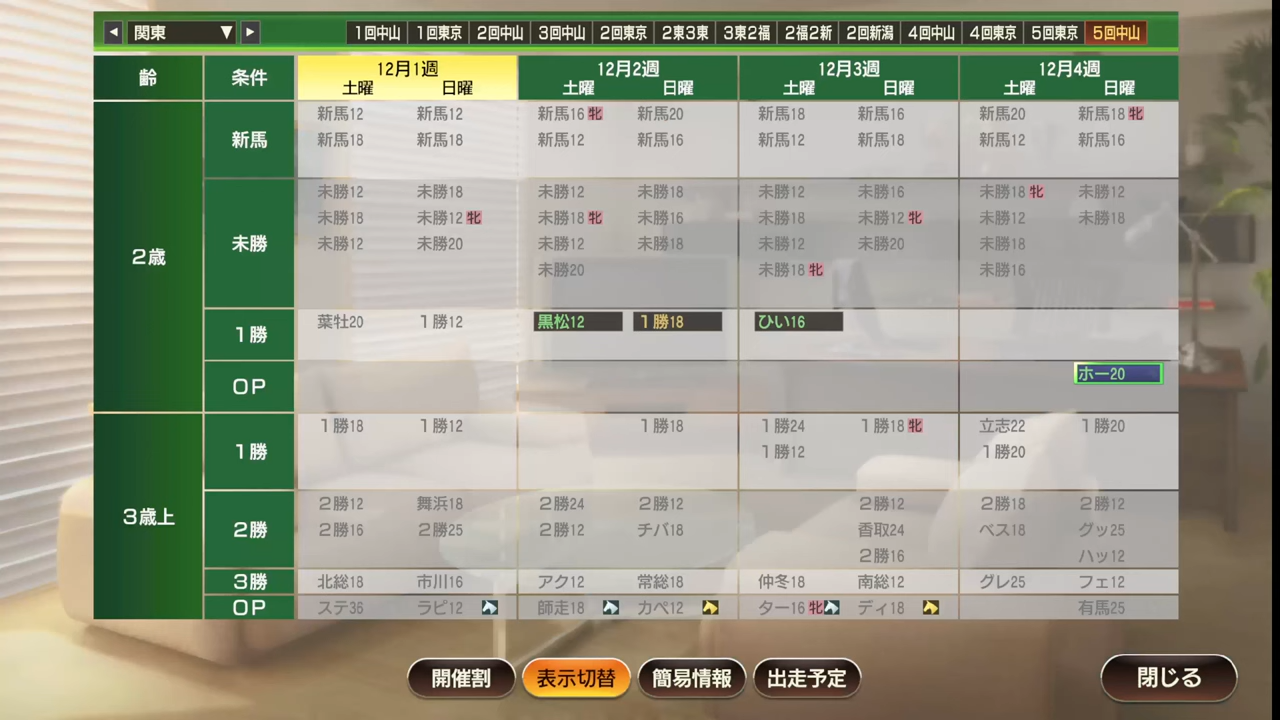 ◀ 関東 ▼ ▶ 1回中山 1回東京 2回中山 3回中山 2回東京 2東3東 3東2福 2福2新 2回新潟 4回中山 4回東京 5回東京 5回中山
齢 条件 12月1週 12月2週 12月3週 12月4週
土曜 日曜 土曜 日曜 土曜 日曜 土曜 日曜
2歳
新馬
新馬12 新馬12 新馬16 牝 新馬20 新馬18 新馬16 新馬20 新馬18 牝
新馬18 新馬18 新馬12 新馬16 新馬12 新馬18 新馬12 新馬16
未勝
未勝12 未勝18 未勝12 未勝18 未勝12 未勝16 未勝18 牝 未勝12
未勝18 未勝12 牝 未勝18 牝 未勝16 未勝18 未勝12 牝 未勝12 未勝18
未勝12 未勝20 未勝12 未勝18 未勝12 未勝20 未勝18
未勝20 未勝18 牝 未勝16
1勝
葉牡20 1勝12 黒松12 1勝18 ひい16
OP
ホー20
3歳上
1勝
1勝18 1勝12 1勝18 1勝24 1勝18 牝 立志22 1勝20
1勝12 1勝20
2勝
2勝12 舞浜18 2勝24 2勝12 2勝12 2勝18 2勝12
2勝16 2勝25 2勝12 チバ18 香取24 ベス18 グッ25
2勝16 ハッ12
3勝
北総18 市川16 アク12 常総18 仲冬18 南総12 グレ25 フェ12
OP
ステ36 ラピ12 師走18 カペ12 ター16 牝 ディ18 有馬25
開催割 表示切替 簡易情報 出走予定 閉じる